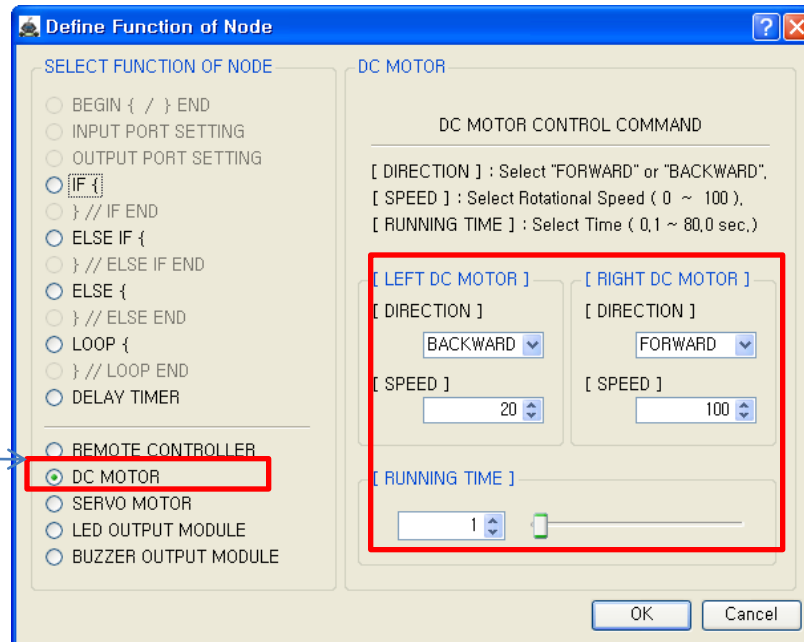 Define Function of Node
SELECT FUNCTION OF NODE
BEGIN { / } END
INPUT PORT SETTING
OUTPUT PORT SETTING
IF {
} // IF END
ELSE IF {
} // ELSE IF END
ELSE {
} // ELSE END
LOOP {
} // LOOP END
DELAY TIMER
REMOTE CONTROLLER
DC MOTOR
SERVO MOTOR
LED OUTPUT MODULE
BUZZER OUTPUT MODULE
DC MOTOR
DC MOTOR CONTROL COMMAND
[ DIRECTION ] : Select "FORWARD" or "BACKWARD",
[ SPEED ] : Select Rotational Speed ( 0 ~ 100 ),
[ RUNNING TIME ] : Select Time ( 0,1 ~ 80,0 sec,)
[ LEFT DC MOTOR ]
[ DIRECTION ]
BACKWARD
[ SPEED ]
20
[ RIGHT DC MOTOR ]
[ DIRECTION ]
FORWARD
[ SPEED ]
100
[ RUNNING TIME ]
1
OK
Cancel